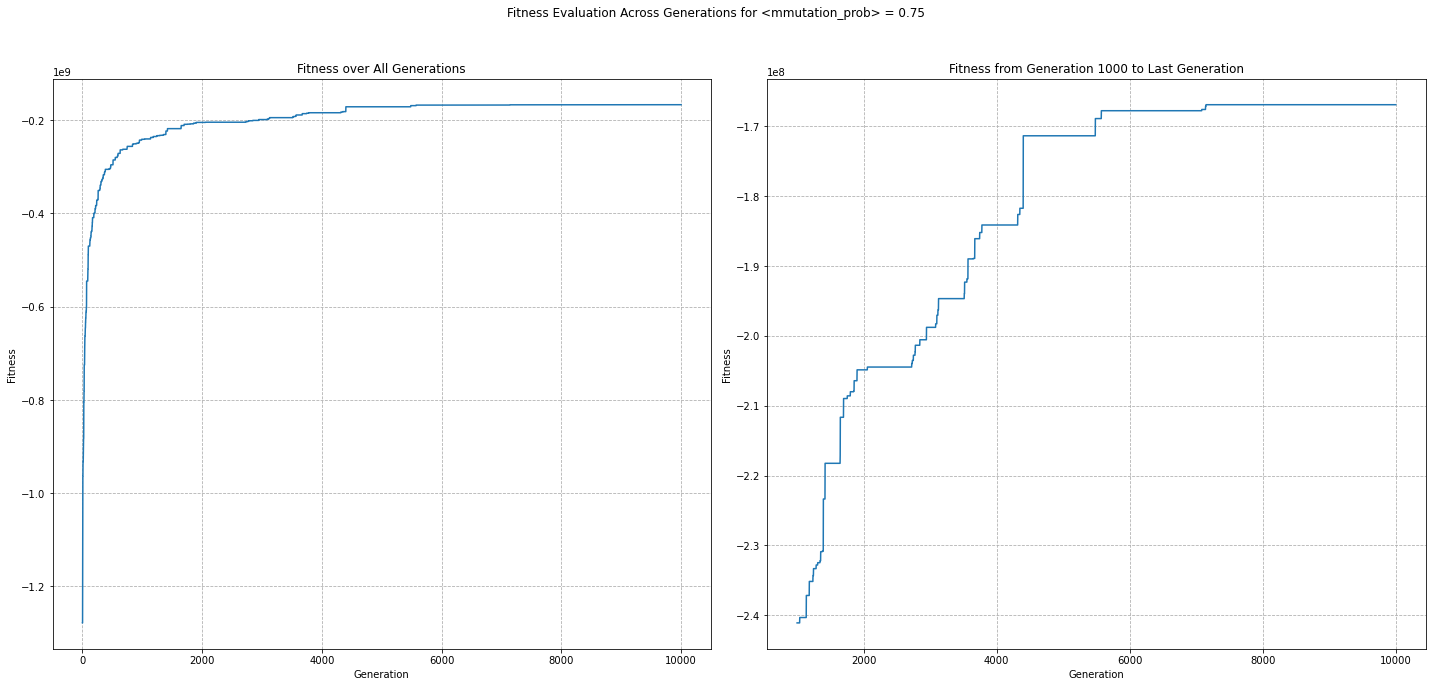 Fitness Evaluation Across Generations for <mmutation_prob> = 0.75
Fitness over All Generations
1e9
−0.2
−0.4
−0.6
−0.8
−1.0
−1.2
Fitness
0 2000 4000 6000 8000 10000
Generation
Fitness from Generation 1000 to Last Generation
1e8
−1.7
−1.8
−1.9
−2.0
−2.1
−2.2
−2.3
−2.4
Fitness
2000 4000 6000 8000 10000
Generation